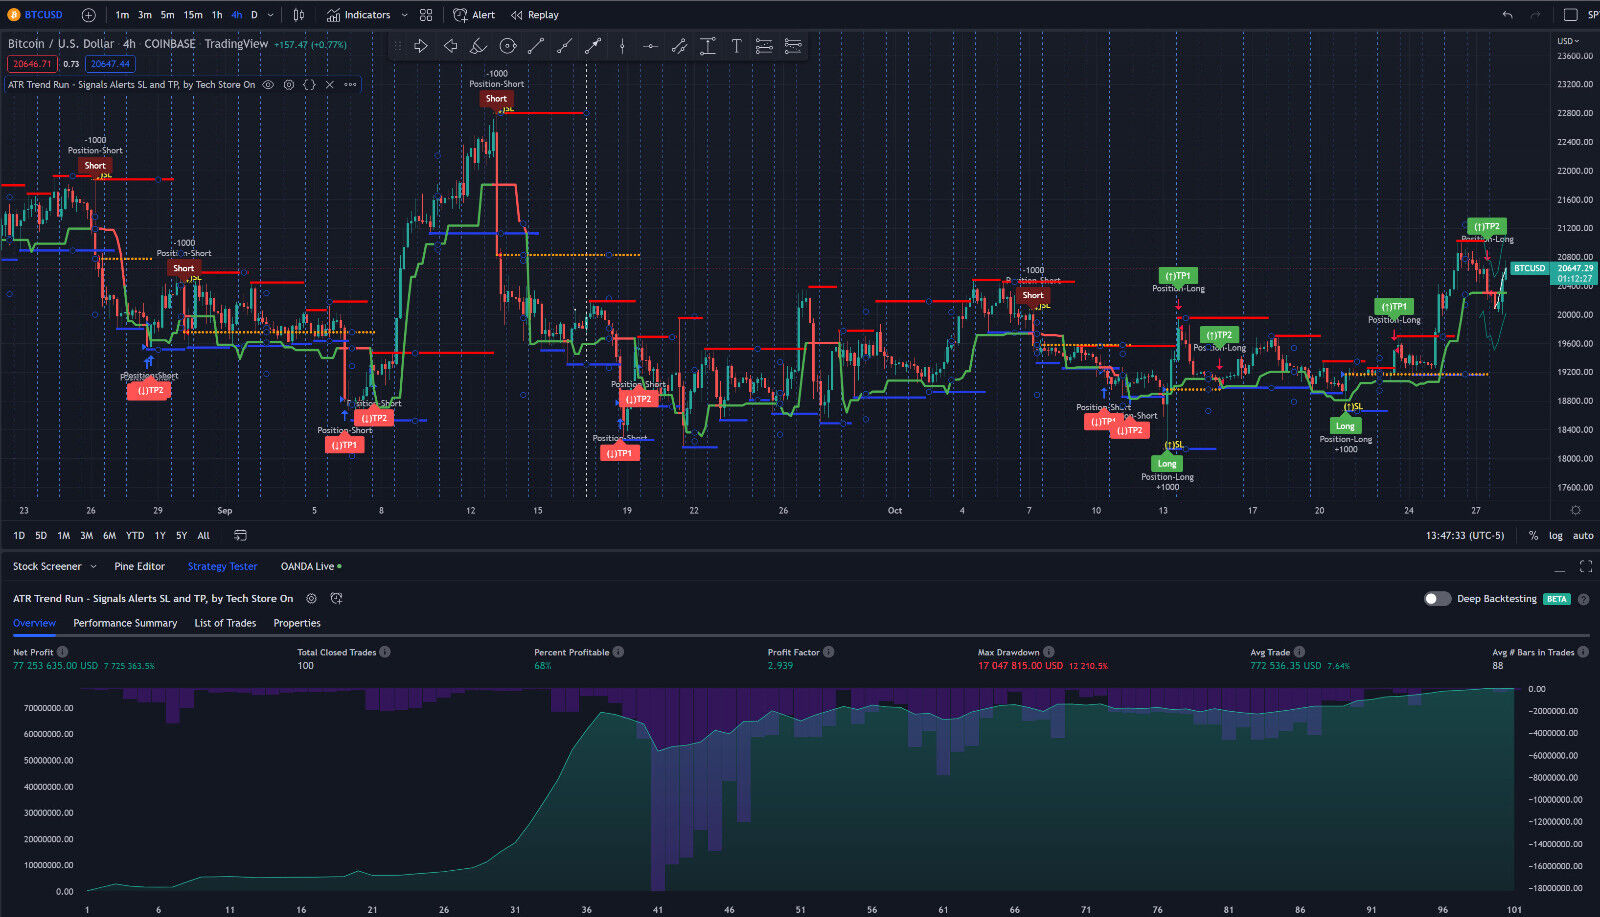 BTCUSD 1m 3m 5m 15m 1h 4h D Indicators Alert Replay SP
Bitcoin / U.S. Dollar · 4h · COINBASE · TradingView +157.47 (+0.77%)
20646.71 0.73 20647.44
ATR Trend Run - Signals Alerts SL and TP, by Tech Store On
USD
23600.00
23200.00
22800.00
22400.00
22000.00
21600.00
21200.00
20800.00
BTCUSD 20647.29
01:12:27
20400.00
20000.00
19600.00
19200.00
18800.00
18400.00
18000.00
17600.00
-1000
Position-Short
Short
SL
-1000
Position-Short
Short
SL
Position-Short
(↓)TP2
Position-Short
(↓)TP1
Position-Short
(↓)TP2
-1000
Position-Short
Short
SL
Position-Short
(↓)TP1
Position-Short
(↓)TP2
-1000
Position-Short
Short
SL
Position-Short
(↓)TP1
Position-Short
(↓)TP2
(↑)TP1
Position-Long
(↑)TP2
Position-Long
(↑)SL
Long
Position-Long
+1000
(↑)TP1
Position-Long
(↑)SL
Long
Position-Long
+1000
(↑)TP2
Position-Long
23 26 29 Sep 5 8 12 15 19 22 26 Oct 4 7 10 13 17 20 24 27
1D 5D 1M 3M 6M YTD 1Y 5Y All 13:47:33 (UTC-5) % log auto
Stock Screener Pine Editor Strategy Tester OANDA Live
ATR Trend Run - Signals Alerts SL and TP, by Tech Store On Deep Backtesting BETA
Overview Performance Summary List of Trades Properties
Net Profit Total Closed Trades Percent Profitable Profit Factor Max Drawdown Avg Trade Avg # Bars in Trades
77 253 635.00 USD 7 725 363.5% 100 68% 2.939 17 047 815.00 USD 12 210.5% 772 536.35 USD 7.64% 88
70000000.00
60000000.00
50000000.00
40000000.00
30000000.00
20000000.00
10000000.00
0.00
0.00
−2000000.00
−4000000.00
−6000000.00
−8000000.00
−10000000.00
−12000000.00
−14000000.00
−16000000.00
−18000000.00
1 6 11 16 21 26 31 36 41 46 51 56 61 66 71 76 81 86 91 96 101